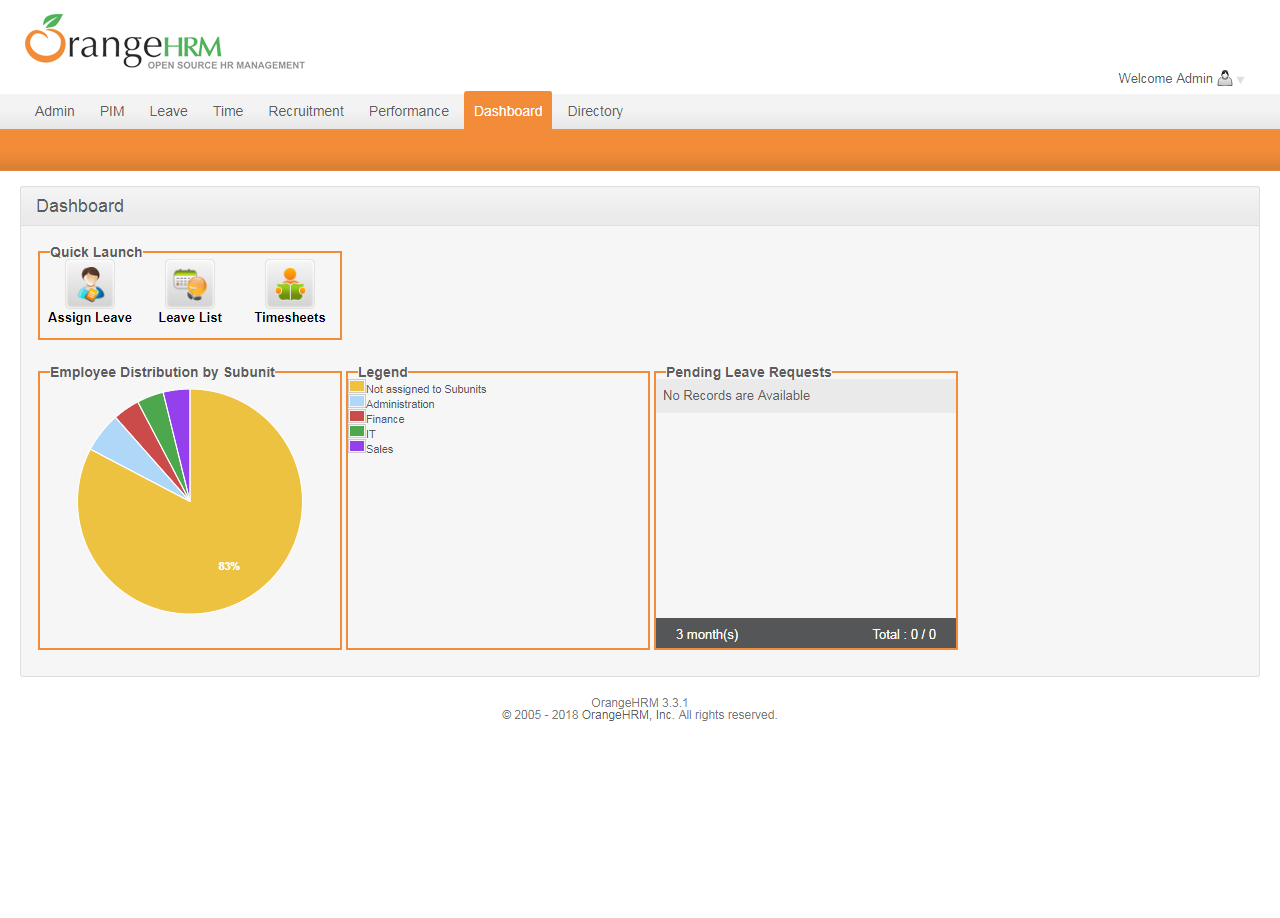 OrangeHRM
OPEN SOURCE HR MANAGEMENT
Welcome Admin
Admin PIM Leave Time Recruitment Performance Dashboard Directory
Dashboard
Quick Launch
Assign Leave Leave List Timesheets
Employee Distribution by Subunit
83%
Legend
Not assigned to Subunits
Administration
Finance
IT
Sales
Pending Leave Requests
No Records are Available
3 month(s) Total : 0 / 0
OrangeHRM 3.3.1
© 2005 - 2018 OrangeHRM, Inc. All rights reserved.